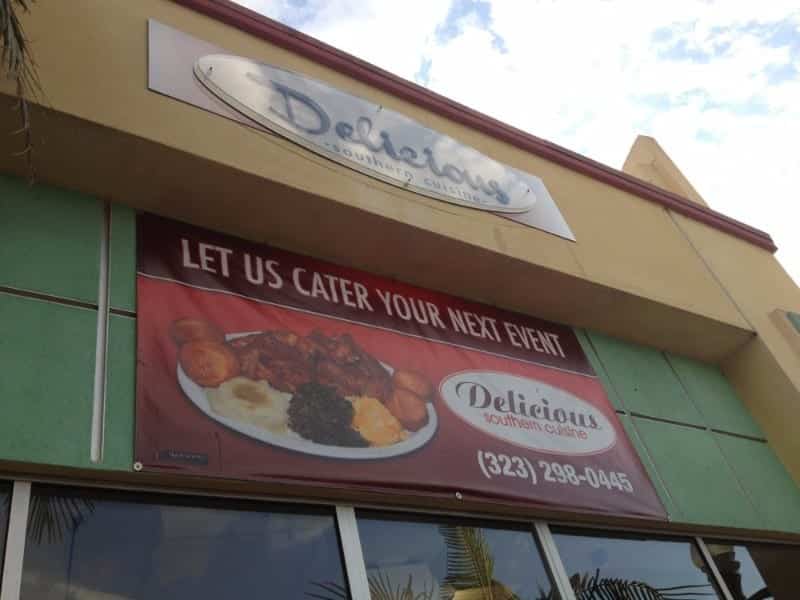 Delicious
-southern cuisine-
LET US CATER YOUR NEXT EVENT
Delicious
southern cuisine
(323) 298-0445